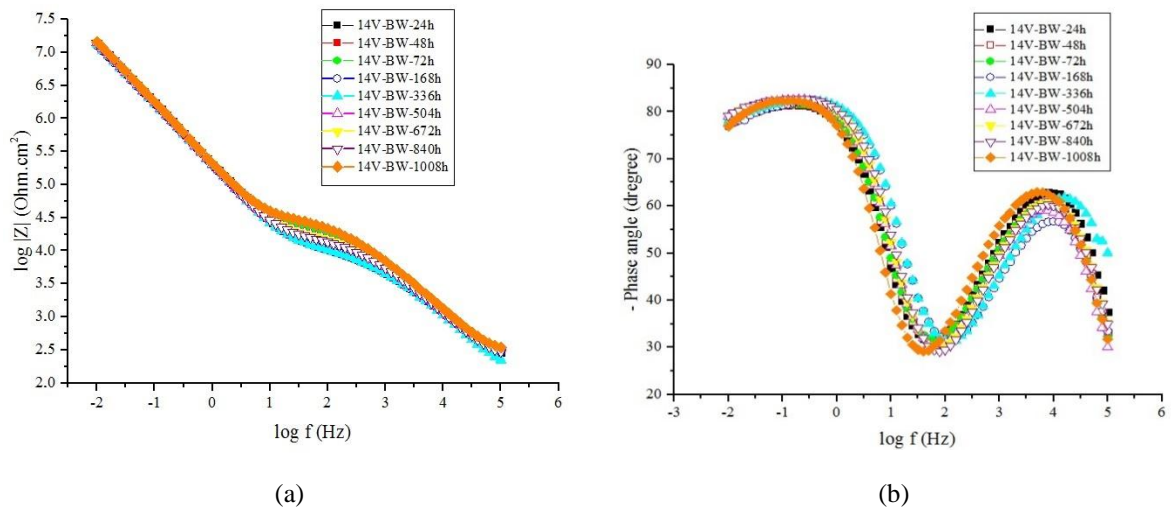 7.5
7.0
6.5
6.0
5.5
5.0
4.5
4.0
3.5
3.0
2.5
2.0
log |Z| (Ohm.cm²)
-2 -1 0 1 2 3 4 5 6
log f (Hz)
14V-BW-24h
14V-BW-48h
14V-BW-72h
14V-BW-168h
14V-BW-336h
14V-BW-504h
14V-BW-672h
14V-BW-840h
14V-BW-1008h
(a)
14V-BW-24h
14V-BW-48h
14V-BW-72h
14V-BW-168h
14V-BW-336h
14V-BW-504h
14V-BW-672h
14V-BW-840h
14V-BW-1008h
90
80
70
60
50
40
30
20
- Phase angle (dregree)
-3 -2 -1 0 1 2 3 4 5 6
log f (Hz)
(b)